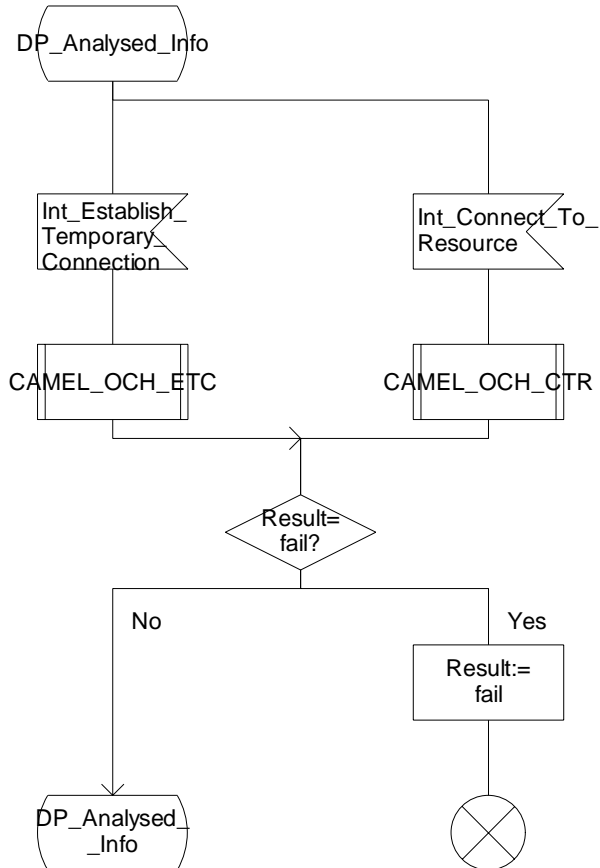 DP_Analysed_Info
Int_Establish_
Temporary_
Connection
Int_Connect_To_
Resource
CAMEL_OCH_ETC
CAMEL_OCH_CTR
Result=
fail?
No
Yes
Result:=
fail
DP_Analysed_
_Info